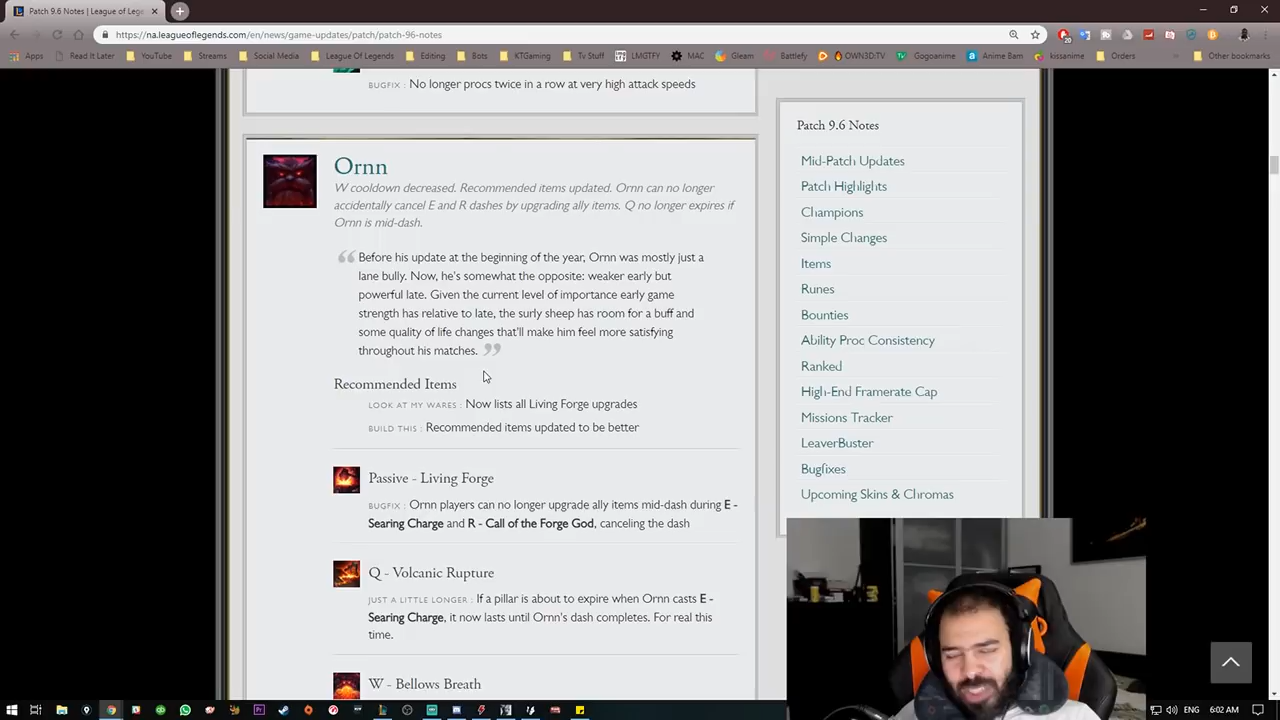 Patch 9.6 Notes | League of Lege
https://na.leagueoflegends.com/en/news/game-updates/patch/patch-96-notes
Apps Read It Later YouTube Streams Social Media League Of Legends Editing Bots KTGaming Tv Stuff LMGTFY MAC Gleam Battlefy OWN3D:TV Gogoanime Anime Bam kissanime Orders Other bookmarks
BUGFIX : No longer procs twice in a row at very high attack speeds
Ornn
W cooldown decreased. Recommended items updated. Ornn can no longer
accidentally cancel E and R dashes by upgrading ally items. Q no longer expires if
Ornn is mid-dash.
“ Before his update at the beginning of the year, Ornn was mostly just a
lane bully. Now, he's somewhat the opposite: weaker early but
powerful late. Given the current level of importance early game
strength has relative to late, the surly sheep has room for a buff and
some quality of life changes that'll make him feel more satisfying
throughout his matches. ”
Recommended Items
LOOK AT MY WARES : Now lists all Living Forge upgrades
BUILD THIS : Recommended items updated to be better
Passive - Living Forge
BUGFIX : Ornn players can no longer upgrade ally items mid-dash during E -
Searing Charge and R - Call of the Forge God, canceling the dash
Q - Volcanic Rupture
JUST A LITTLE LONGER : If a pillar is about to expire when Ornn casts E -
Searing Charge, it now lasts until Ornn's dash completes. For real this
time.
W - Bellows Breath
Patch 9.6 Notes
Mid-Patch Updates
Patch Highlights
Champions
Simple Changes
Items
Runes
Bounties
Ability Proc Consistency
Ranked
High-End Framerate Cap
Missions Tracker
LeaverBuster
Bugfixes
Upcoming Skins & Chromas
ENG 6:02 AM